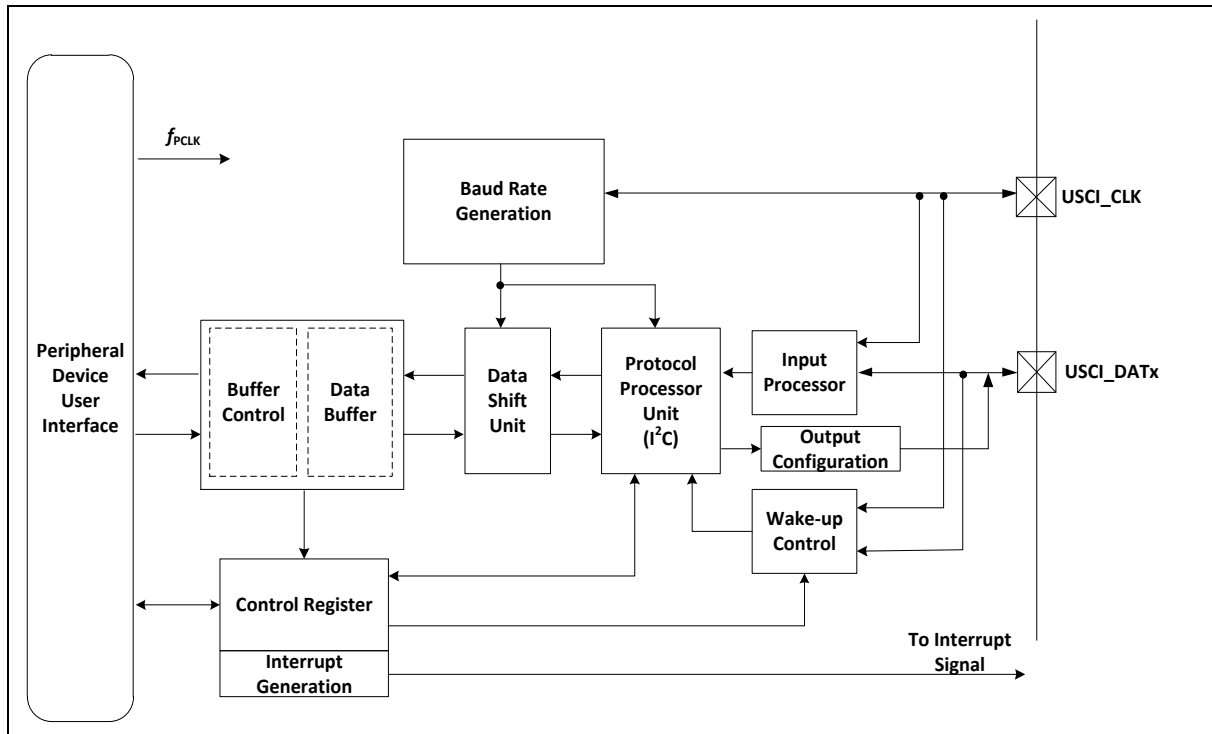 fPCLK
Baud Rate
Generation
USCI_CLK
Peripheral
Device
User
Interface
Buffer
Control
Data
Buffer
Data
Shift
Unit
Protocol
Processor
Unit
(I²C)
Input
Processor
USCI_DATx
Output
Configuration
Wake-up
Control
Control Register
Interrupt
Generation
To Interrupt
Signal